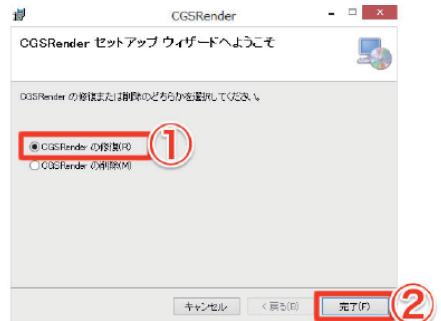 CGSRender
CGSRender セットアップ ウィザードへようこそ
CGSRender の修復または削除のどちらかを選択してください。
CGSRender の修復(R)
①
CGSRender の削除(M)
キャンセル
< 戻る(B)
完了(F)
②